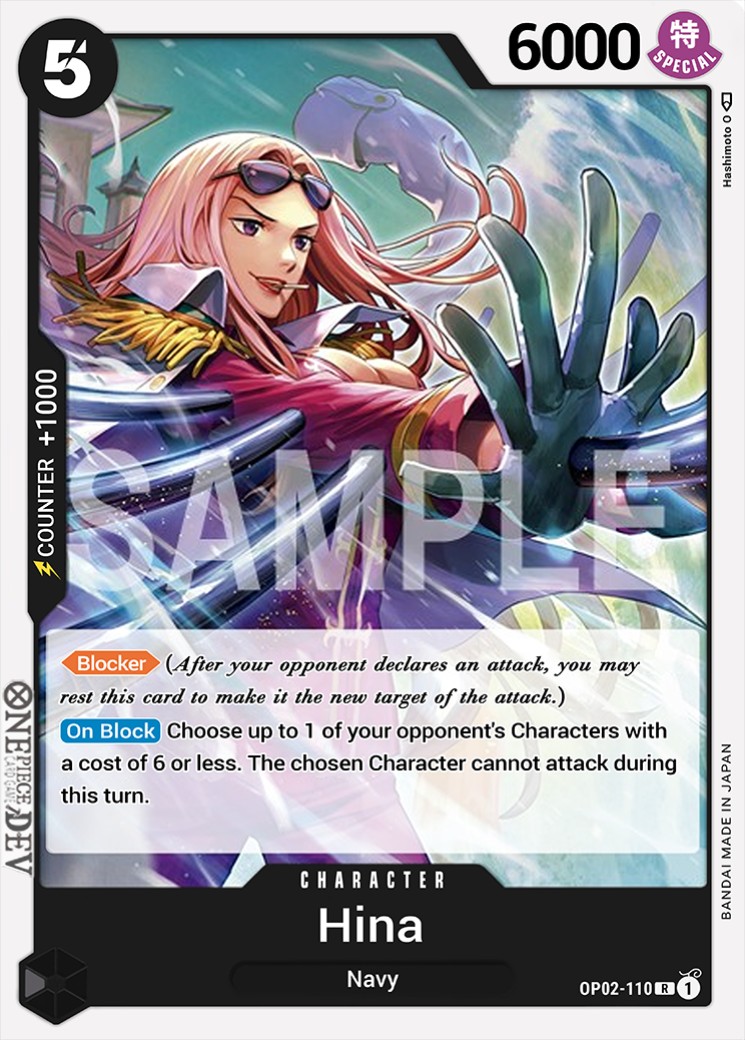 5
6000
特
SPECIAL
Hashimoto Q
COUNTER +1000
SAMPLE
Blocker (After your opponent declares an attack, you may
rest this card to make it the new target of the attack.)
On Block Choose up to 1 of your opponent's Characters with
a cost of 6 or less. The chosen Character cannot attack during
this turn.
ONE PIECE
CARD GAME
.DEV
BANDAI MADE IN JAPAN
CHARACTER
Hina
Navy
OP02-110 R 1